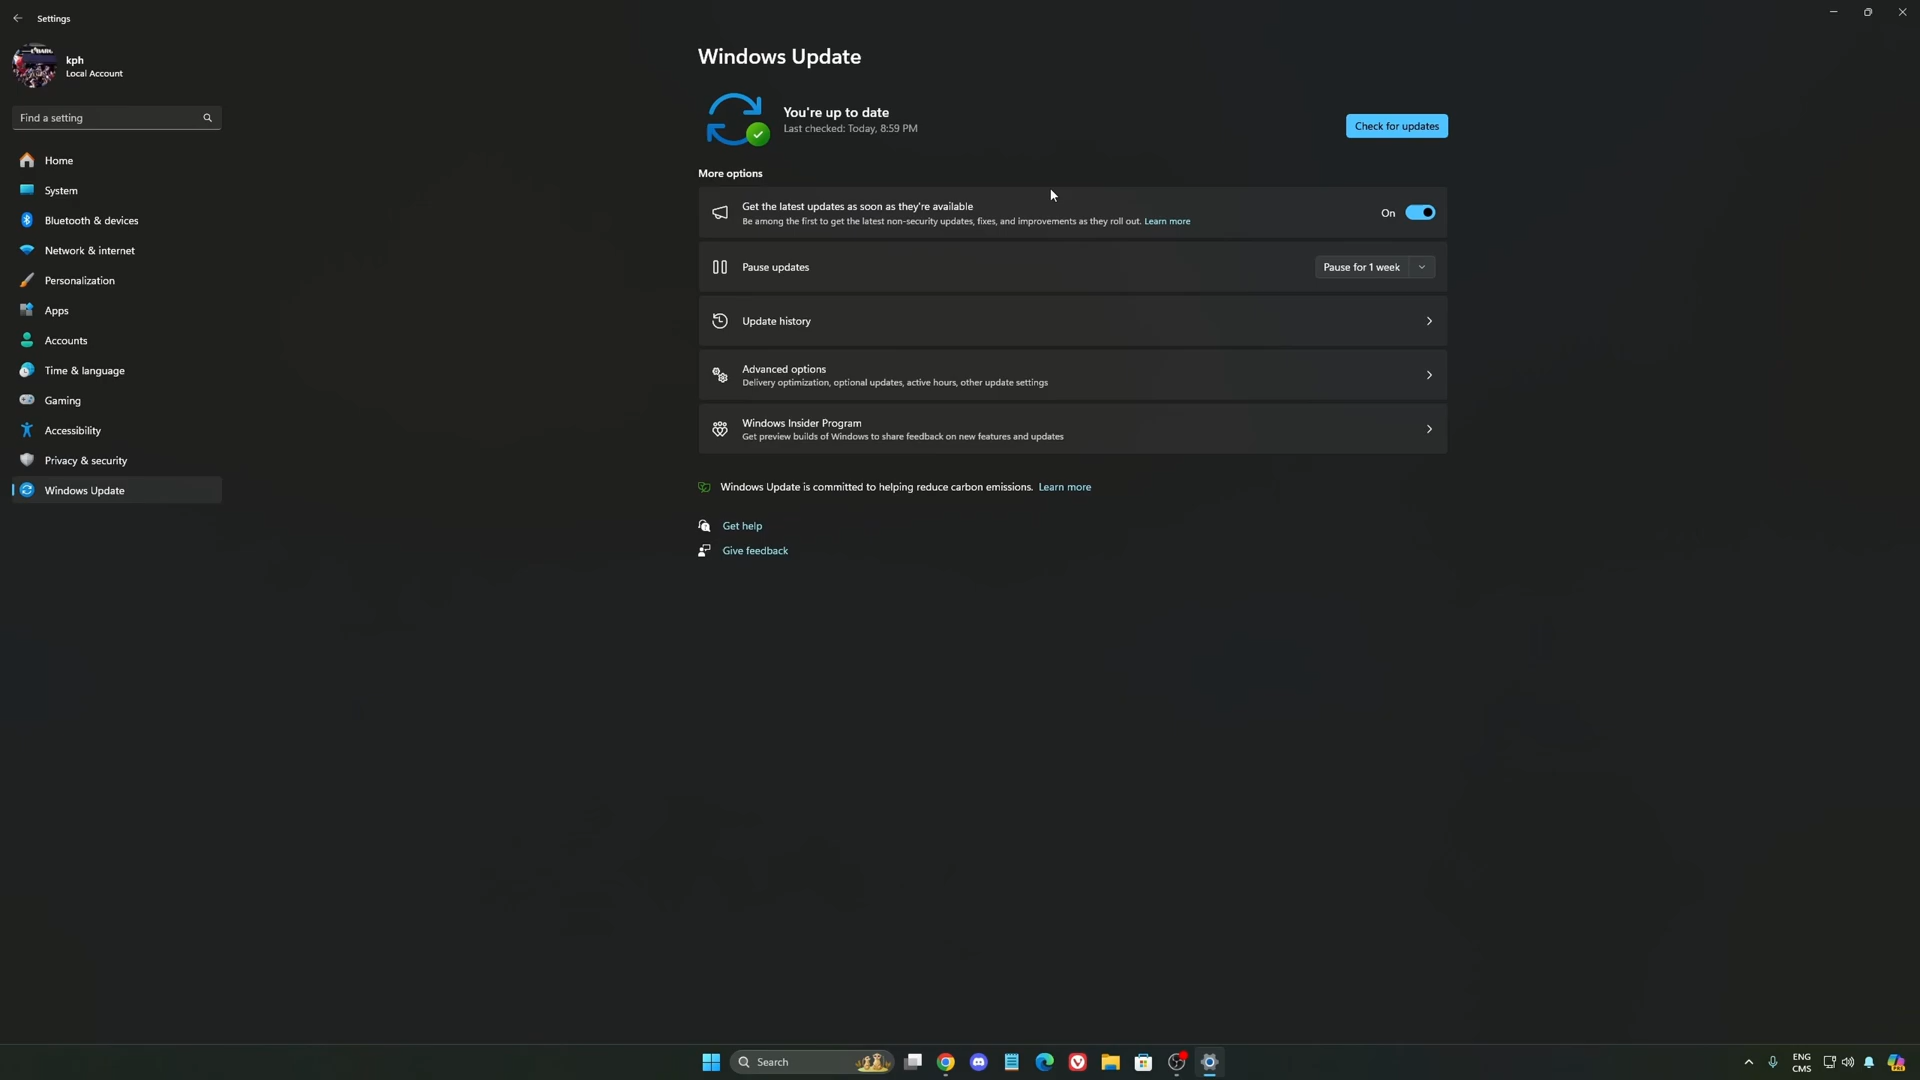 Settings
kph
Local Account
Find a setting
Home
System
Bluetooth & devices
Network & internet
Personalization
Apps
Accounts
Time & language
Gaming
Accessibility
Privacy & security
Windows Update
Windows Update
You're up to date
Last checked: Today, 8:59 PM
Check for updates
More options
Get the latest updates as soon as they're available
Be among the first to get the latest non-security updates, fixes, and improvements as they roll out. Learn more
On
Pause updates
Pause for 1 week
Update history
Advanced options
Delivery optimization, optional updates, active hours, other update settings
Windows Insider Program
Get preview builds of Windows to share feedback on new features and updates
Windows Update is committed to helping reduce carbon emissions. Learn more
Get help
Give feedback
Search
ENG
CMS